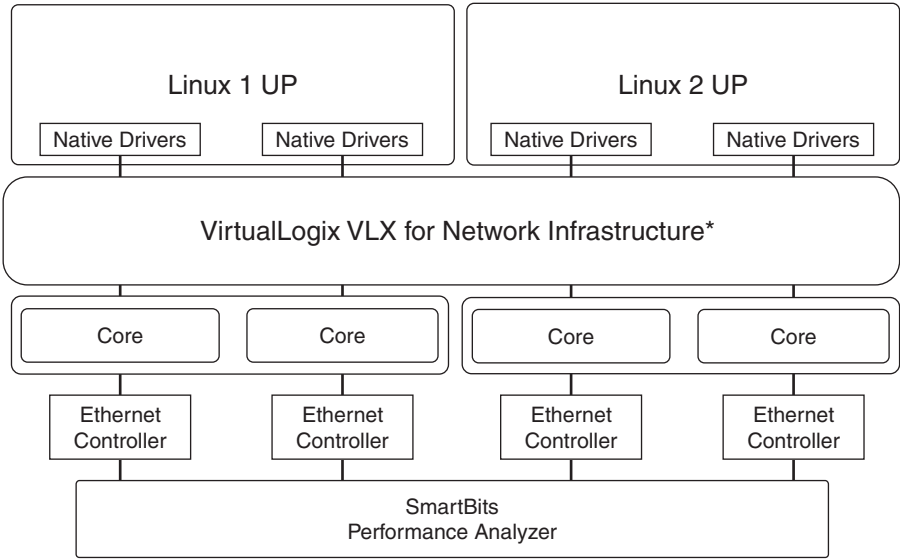 Linux 1 UP
Linux 2 UP
Native Drivers
Native Drivers
Native Drivers
Native Drivers
VirtualLogix VLX for Network Infrastructure*
Core
Core
Core
Core
Ethernet
Controller
Ethernet
Controller
Ethernet
Controller
Ethernet
Controller
SmartBits
Performance Analyzer